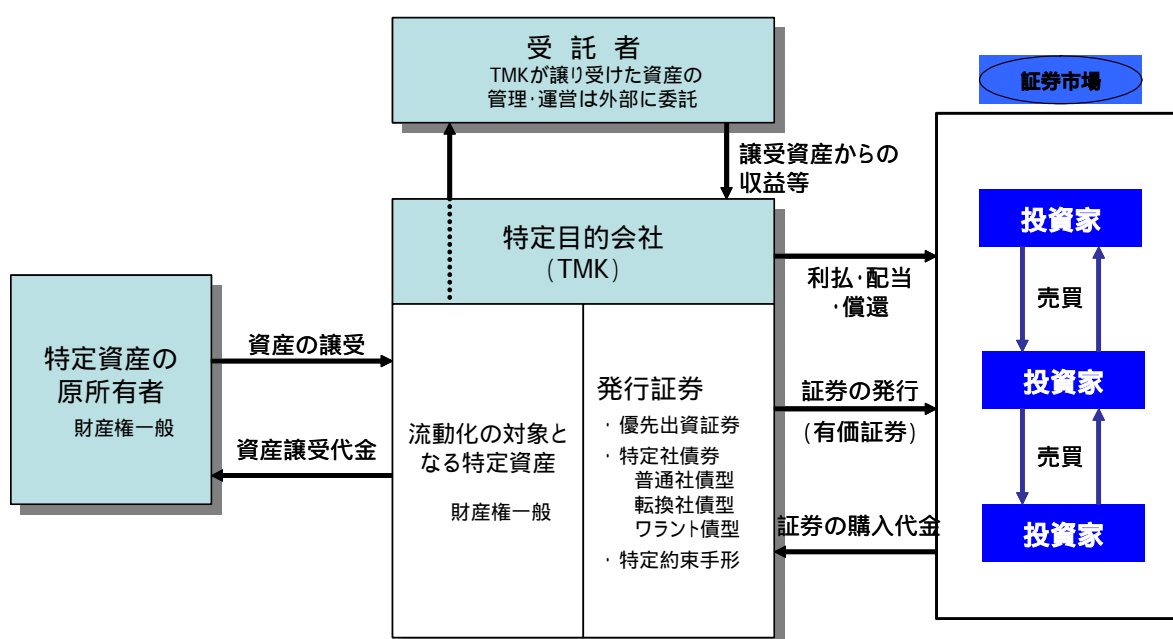 受 託 者
TMKが譲り受けた資産の
管理・運営は外部に委託
証券市場
譲受資産からの
収益等
特定目的会社
(TMK)
利払・配当
・償還
投資家
売買
投資家
売買
投資家
特定資産の
原所有者
財産権一般
資産の譲受
資産譲受代金
流動化の対象と
なる特定資産
財産権一般
発行証券
・優先出資証券
・特定社債券
普通社債型
転換社債型
ワラント債型
・特定約束手形
証券の発行
(有価証券)
証券の購入代金